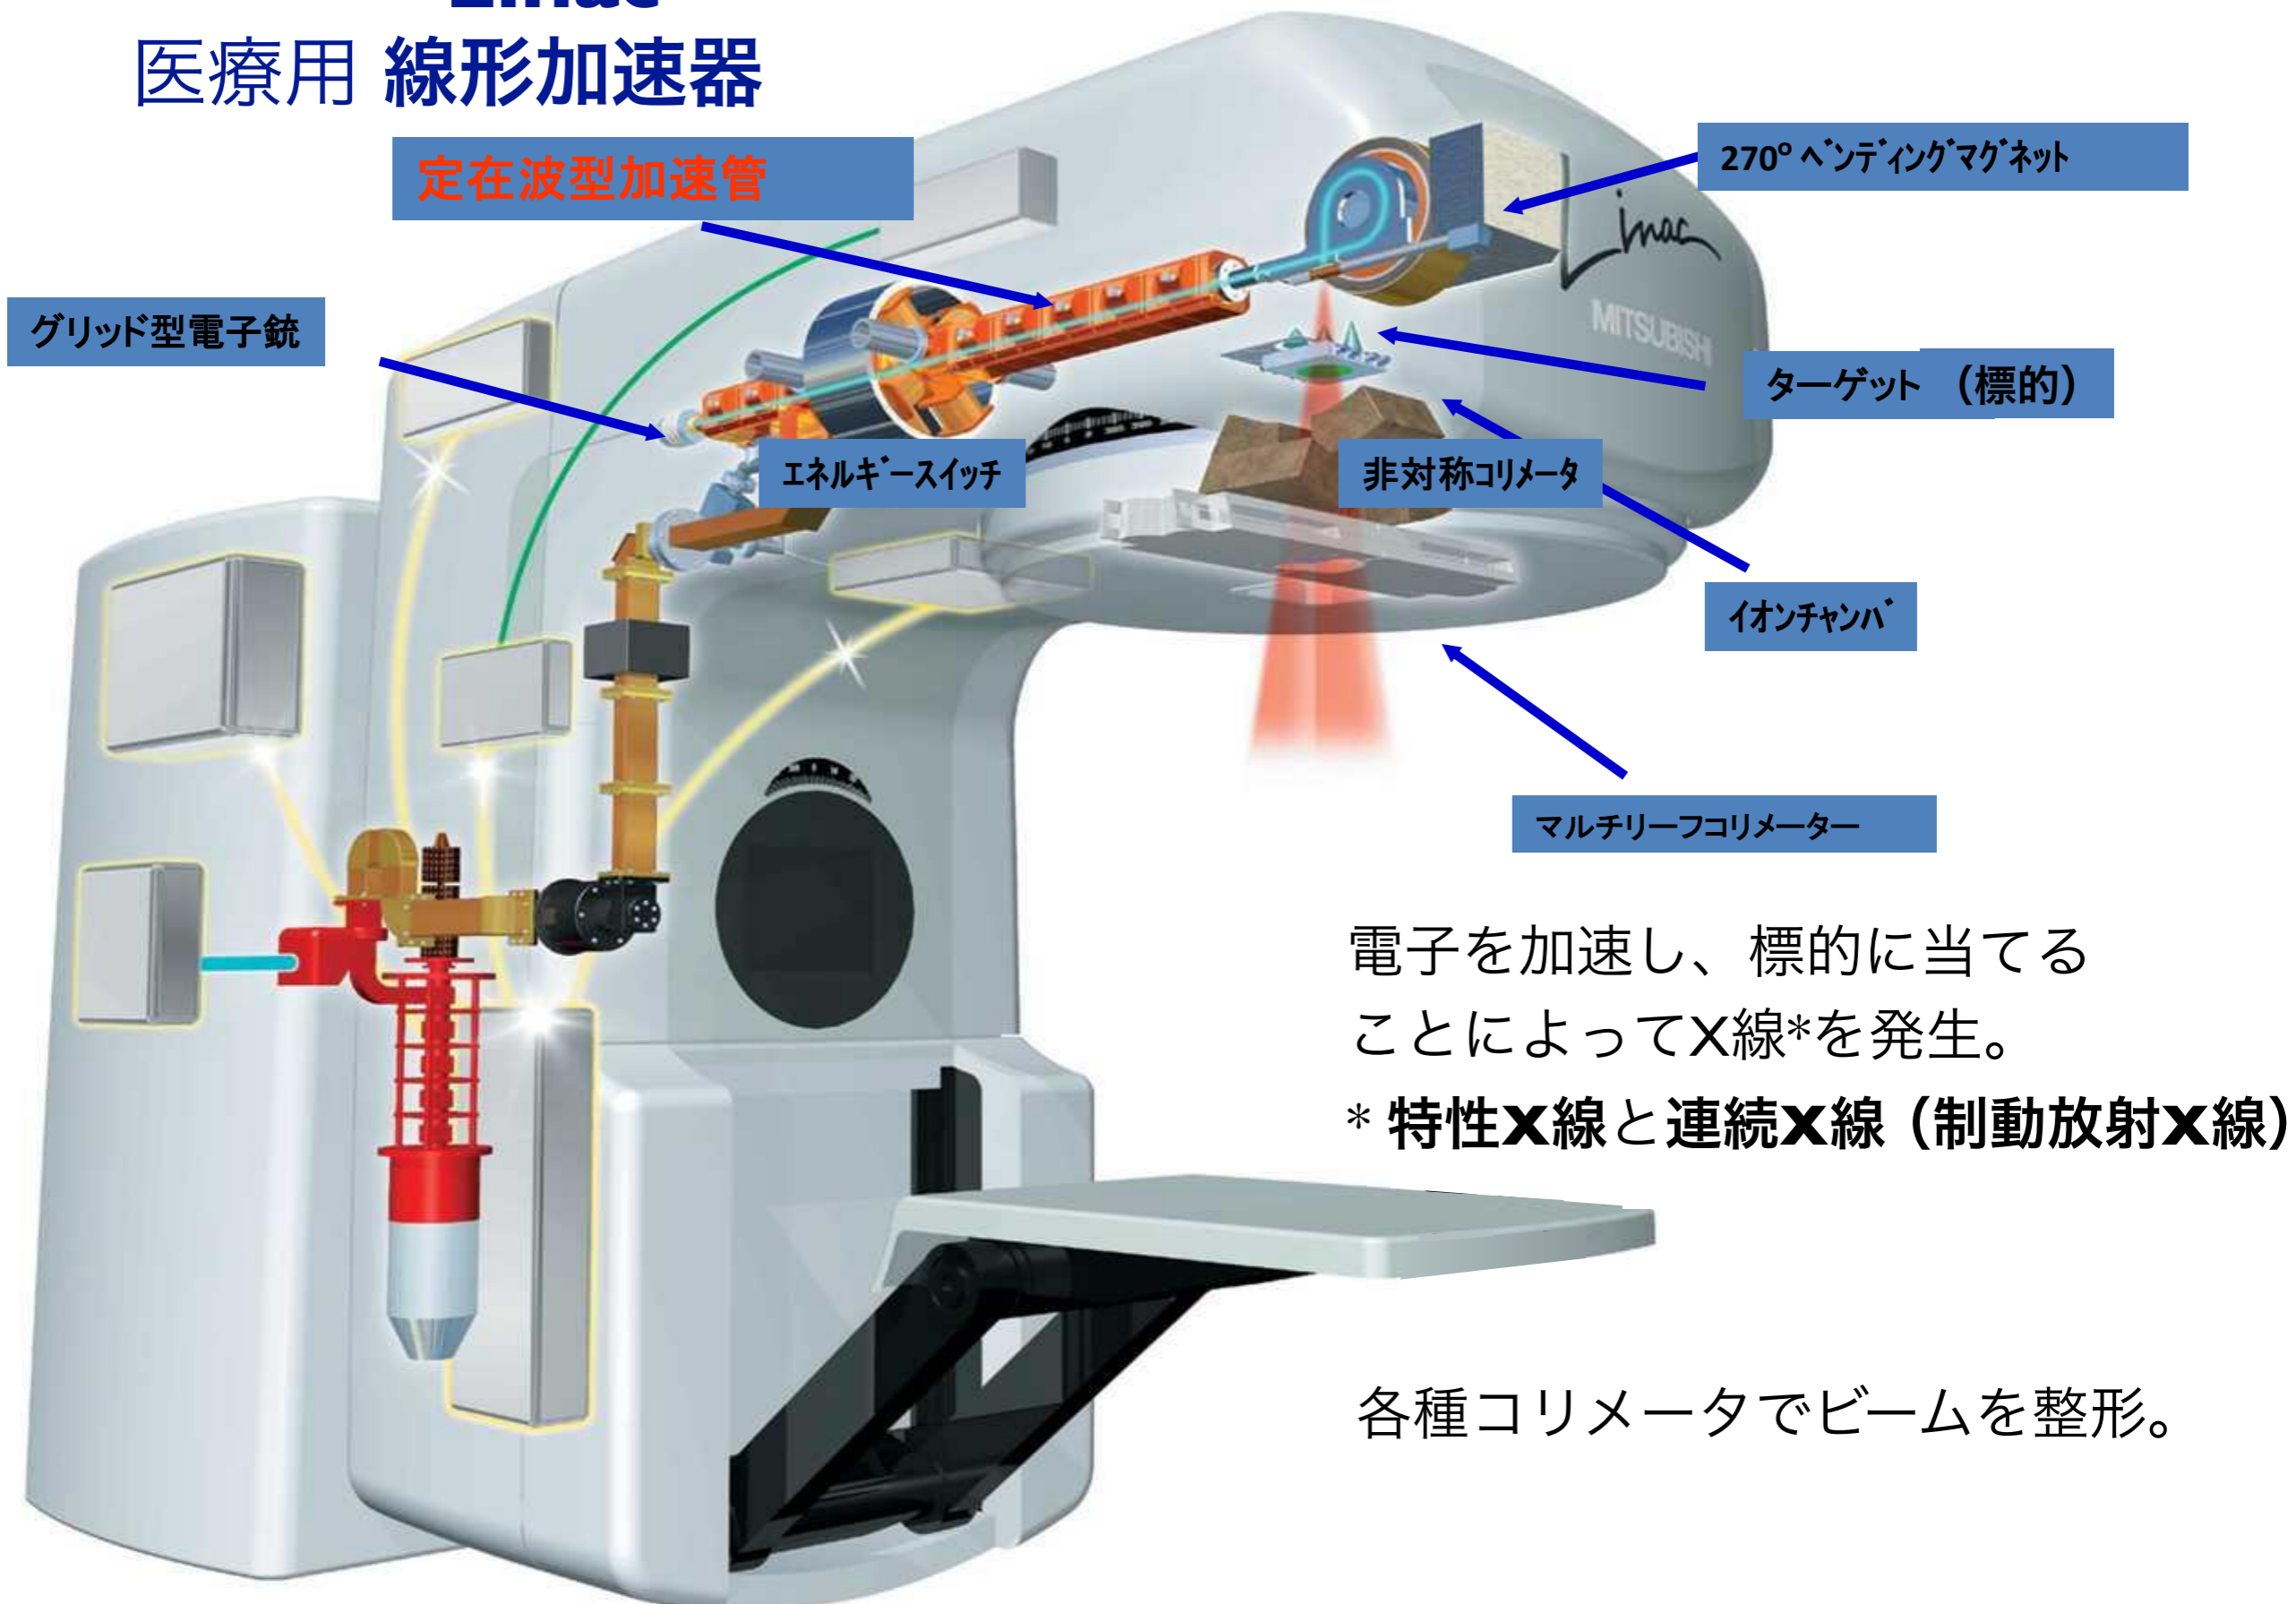 Linac
医療用 線形加速器
定在波型加速管
270° ﾍﾞﾝﾃﾞｨﾝｸﾞﾏｸﾞﾈｯﾄ
Linac
MITSUBISHI
グリッド型電子銃
ターゲット （標的）
ｴﾈﾙｷﾞｰｽｲｯﾁ
非対称ｺﾘﾒｰﾀ
ｲｵﾝﾁｬﾝﾊﾞ
マルチリーフコリメーター
電子を加速し、標的に当てる
ことによってX線*を発生。
* 特性X線と連続X線（制動放射X線）
各種コリメータでビームを整形。